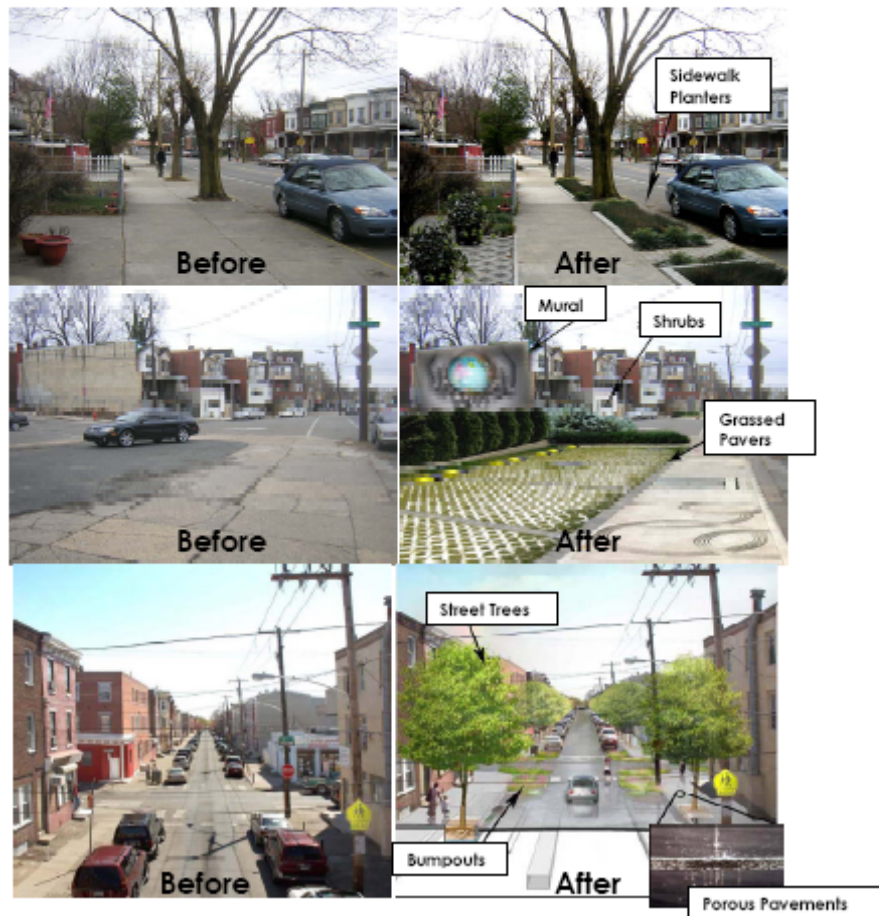 Sidewalk
Planters
Before
After
Mural
Shrubs
Grassed
Pavers
Before
After
Street Trees
Bumpouts
Before
After
Porous Pavements